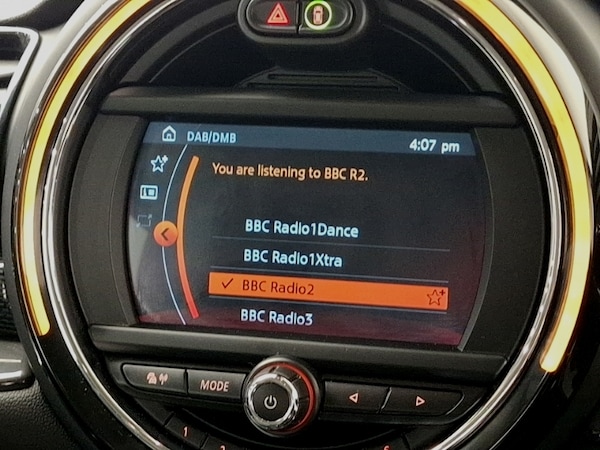 DAB/DMB 4:07 pm
You are listening to BBC R2.
BBC Radio1Dance
BBC Radio1Xtra
BBC Radio2
BBC Radio3
MODE
1